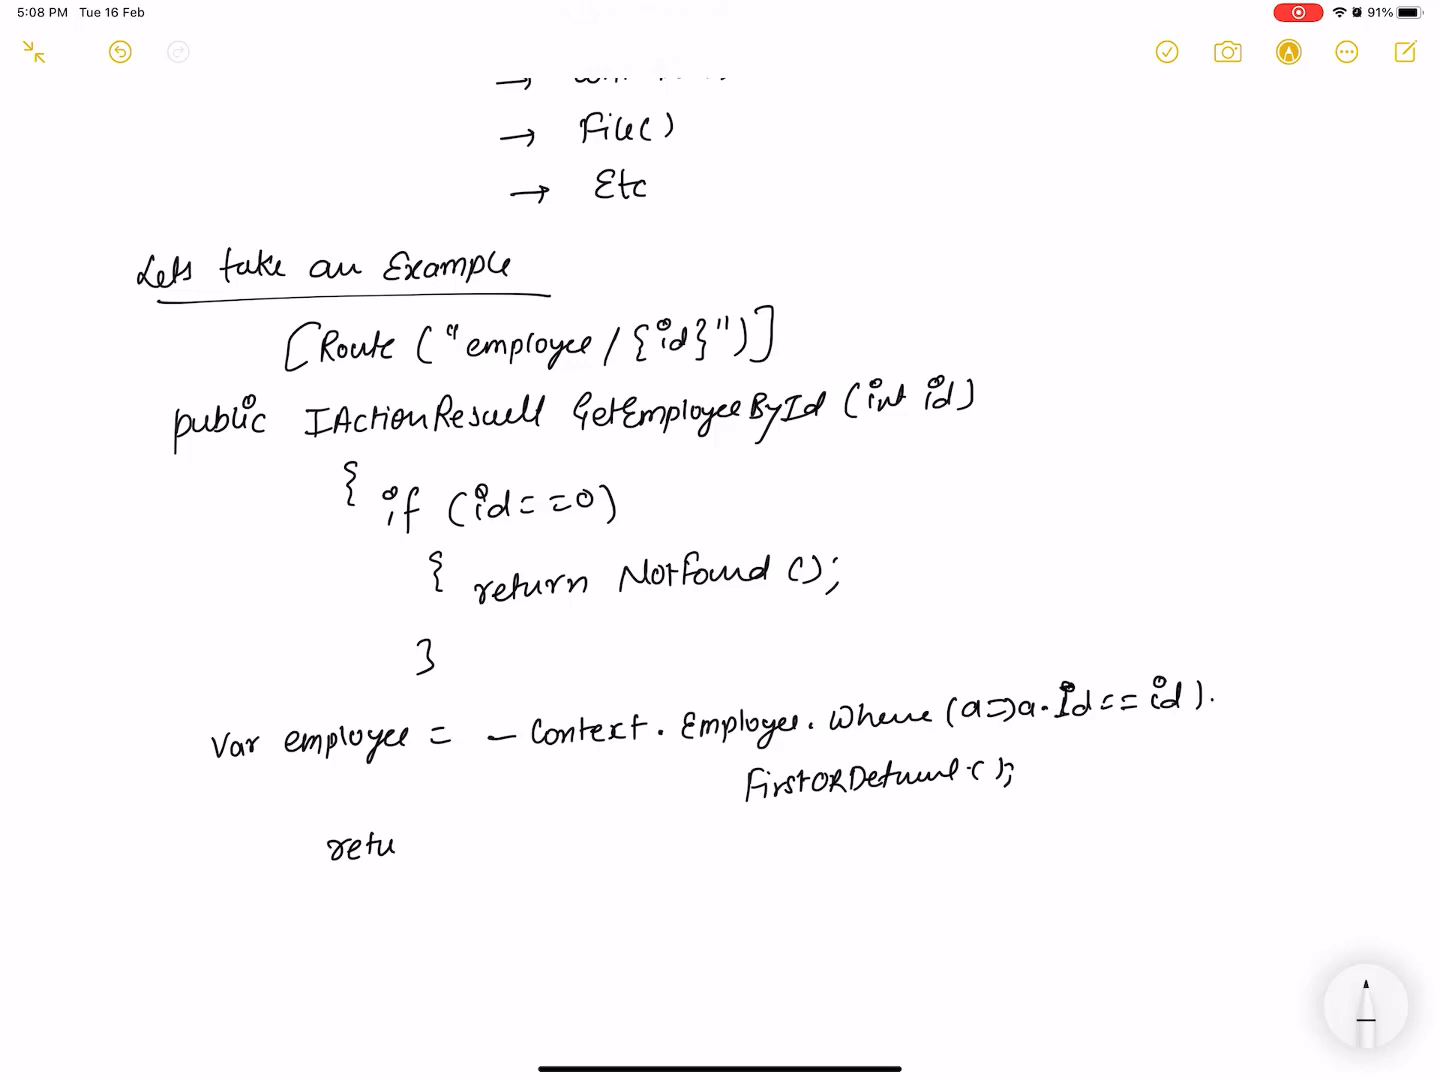 5:08 PM Tue 16 Feb 91%
→ File()
→ Etc
Lets take an Example
[Route ("employee/{id}")]
public IActionResult GetEmployeeById (int id)
{ if (id==0)
{ return NotFound ();
}
Var employee = _Context.Employee.Where(a=>a.Id==id).
FirstORDefault();
retu